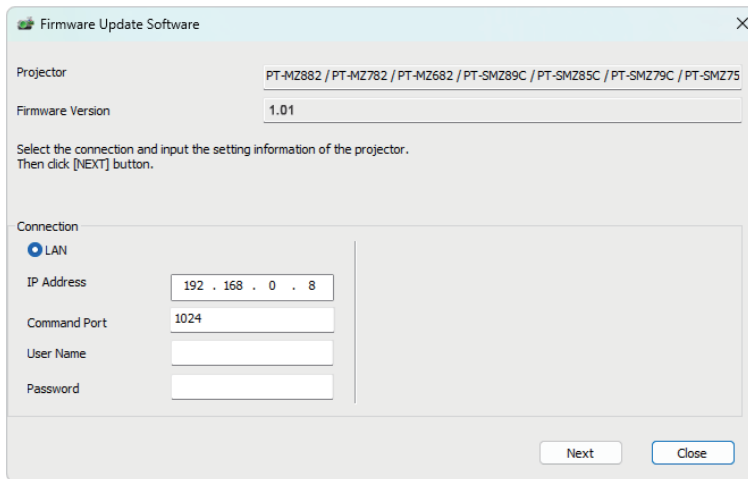 Firmware Update Software
Projector
PT-MZ882 / PT-MZ782 / PT-MZ682 / PT-SMZ89C / PT-SMZ85C / PT-SMZ79C / PT-SMZ75
Firmware Version
1.01
Select the connection and input the setting information of the projector.
Then click [NEXT] button.
Connection
LAN
IP Address
192 . 168 . 0 . 8
Command Port
1024
User Name
Password
Next
Close